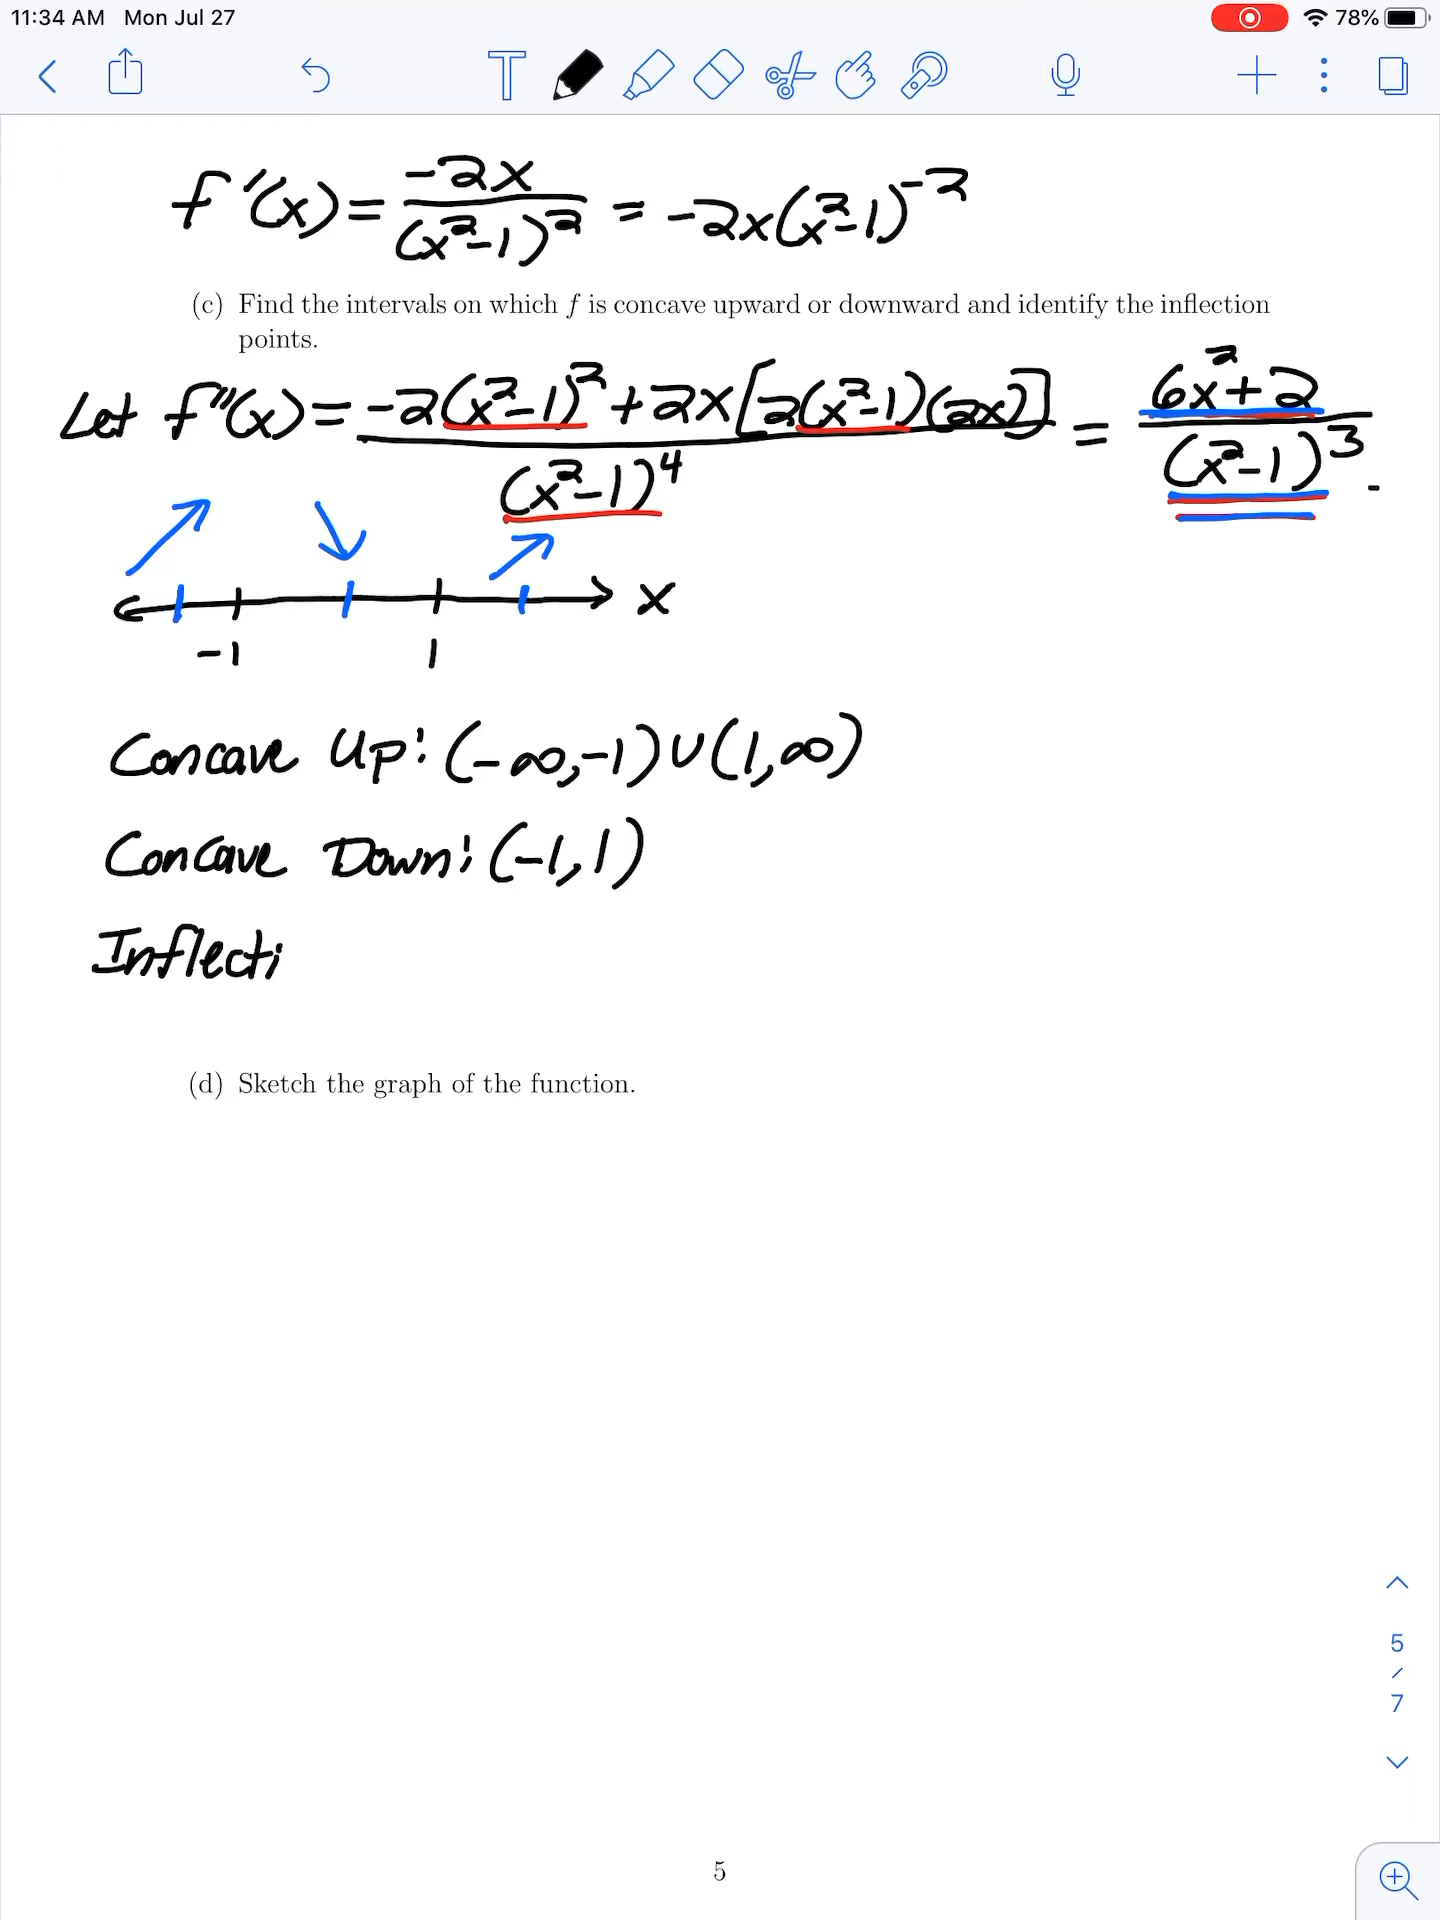 11:34 AM Mon Jul 27 78%
f'(x) = -2x/(x²-1)² = -2x(x²-1)⁻²
(c) Find the intervals on which f is concave upward or downward and identify the inflection
points.
Let f''(x) = -2(x²-1)² + 2x[2(x²-1)(2x)]/(x²-1)⁴ = 6x²+2/(x²-1)³.
x
-1 1
Concave Up: (-∞,-1)∪(1,∞)
Concave Down: (-1,1)
Inflecti
(d) Sketch the graph of the function.
5
/
7
5